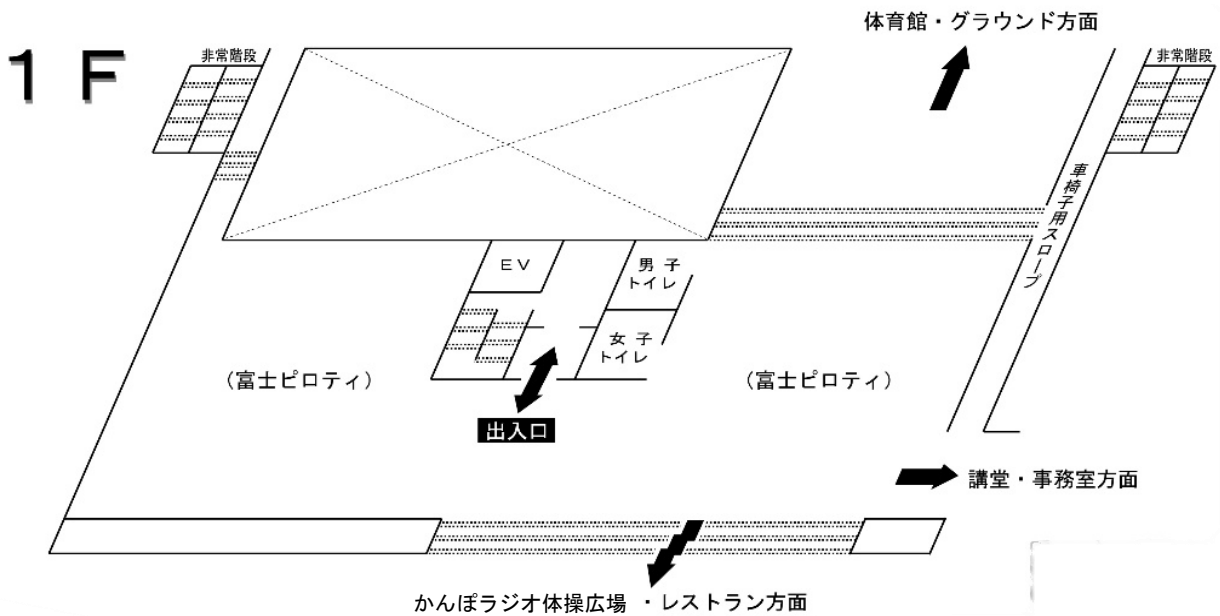 体育館・グラウンド方面
1F
非常階段
非常階段
車椅子用スロープ
EV
男子
トイレ
女子
トイレ
(富士ピロティ)
(富士ピロティ)
出入口
講堂・事務室方面
かんぽラジオ体操広場・レストラン方面